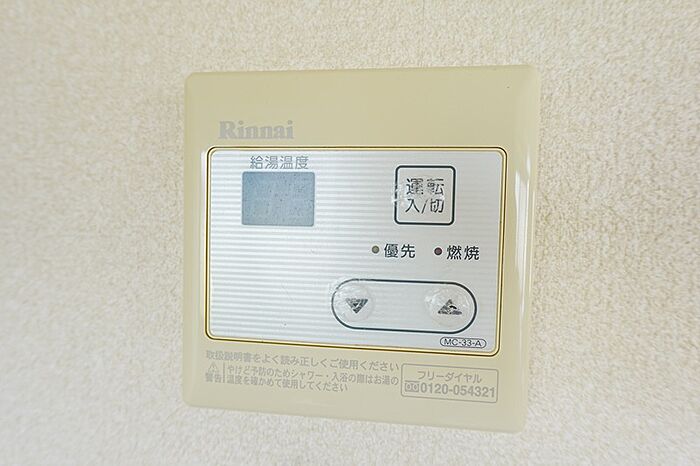 Rinnai
給湯温度
運転
入/切
優先 燃焼
MC-33-A
取扱説明書をよく読み正しくご使用ください
警告 やけど予防のためシャワー・入浴の際はお湯の
温度を確かめて使用してください
フリーダイヤル
0120-054321